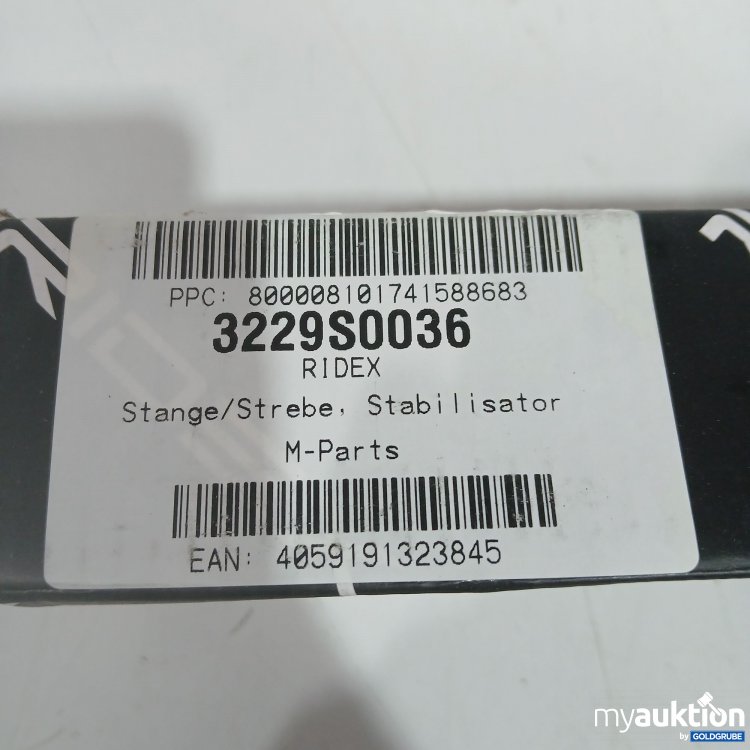 PPC: 800008101741588683
3229S0036
RIDEX
Stange/Strebe, Stabilisator
M-Parts
EAN: 4059191323845
myauktion
by GOLDGRUBE